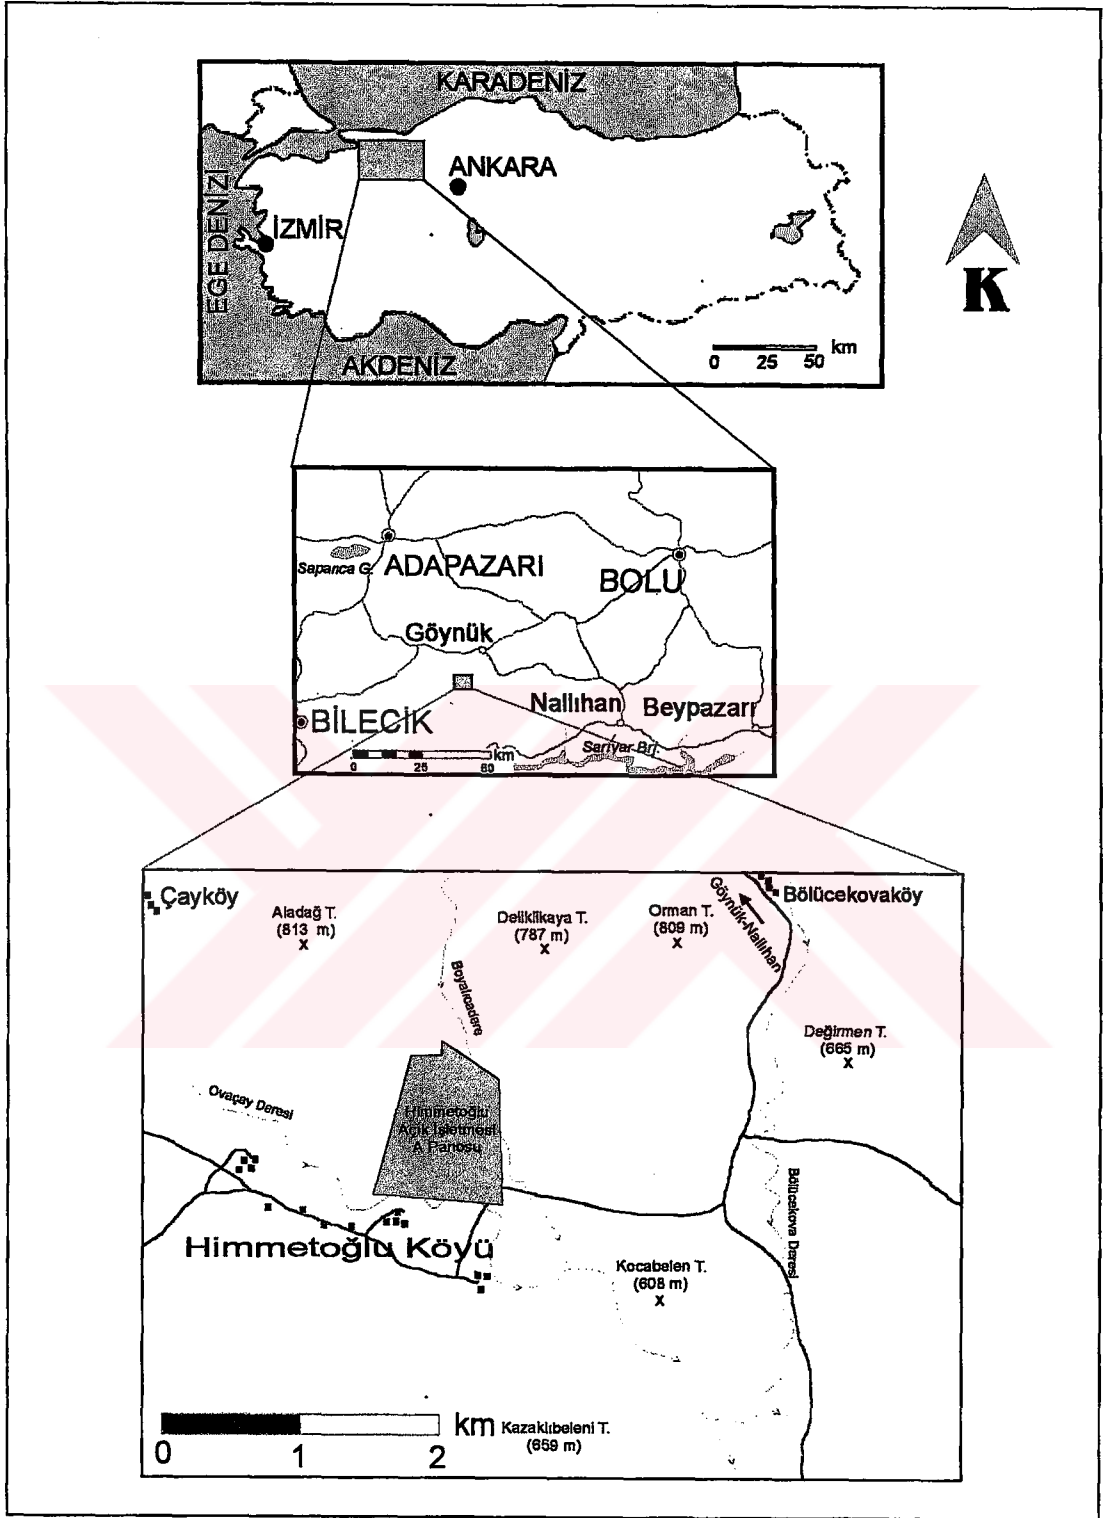 KARADENİZ
ANKARA
EGE DENİZİ
İZMİR
AKDENİZ
km
0 25 50
K
Sapanca G.
ADAPAZARI
BOLU
Göynük
Nallıhan
Beypazarı
BİLECİK
Sarıyar Brj.
km
0 25 50
Çayköy
Bölücekovaköy
Göynük-Nallıhan
Aladağ T.
(813 m)
X
Deliklikaya T.
(787 m)
X
Orman T.
(809 m)
X
Boyalıcadere
Değirmen T.
(665 m)
X
Ovaçay Deresi
Himmetoğlu
Açık İşletmesi
A Panosu
Bölücekova Deresi
Himmetoğlu Köyü
Kocabelen T.
(608 m)
X
km
0 1 2
Kazaklıbeleni T.
(659 m)